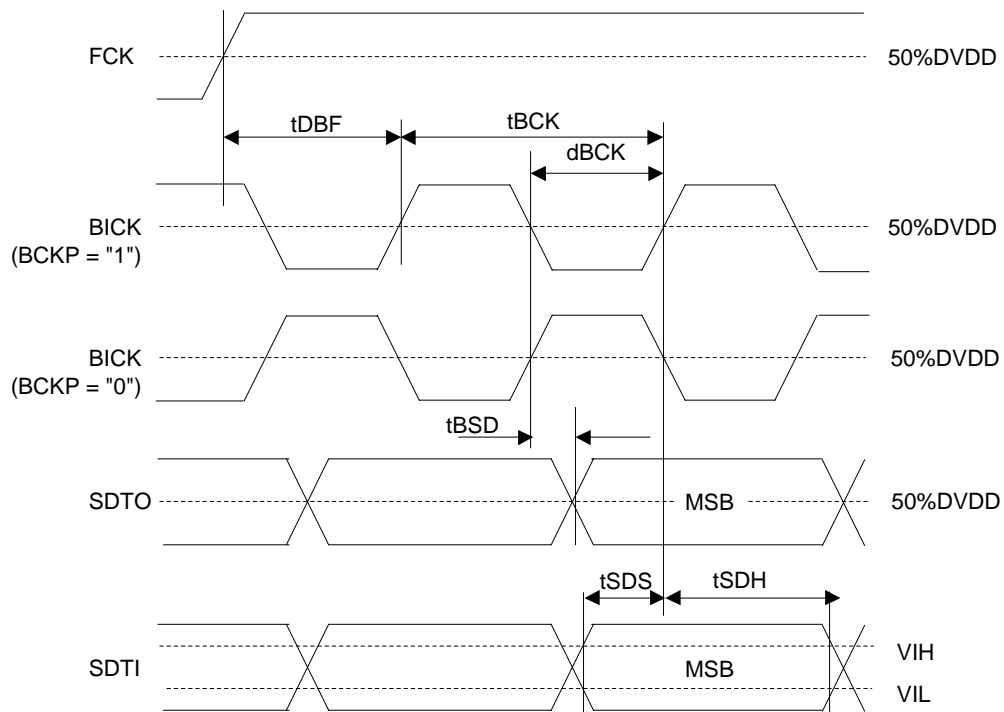 FCK
50%DVDD
tDBF
tBCK
dBCK
BICK
(BCKP = "1")
50%DVDD
BICK
(BCKP = "0")
50%DVDD
tBSD
SDTO
MSB
50%DVDD
tSDS
tSDH
SDTI
MSB
VIH
VIL